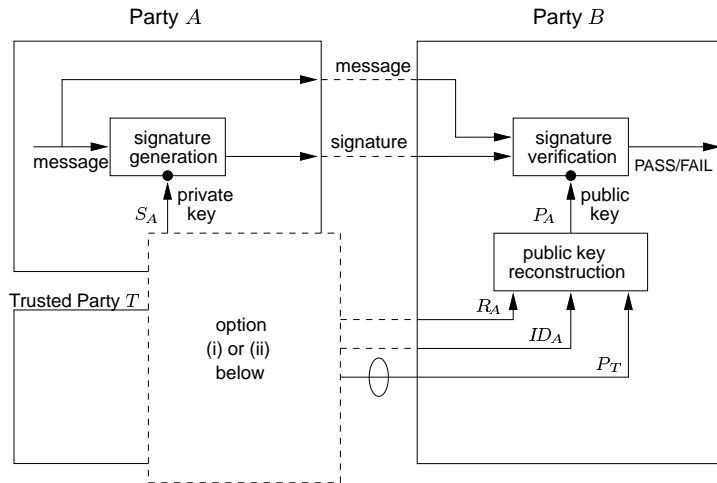 Party A
Party B
message
signature
generation
message
signature
signature
verification
PASS/FAIL
S_A
private
key
P_A
public
key
public key
reconstruction
Trusted Party T
option
(i) or (ii)
below
R_A
ID_A
P_T